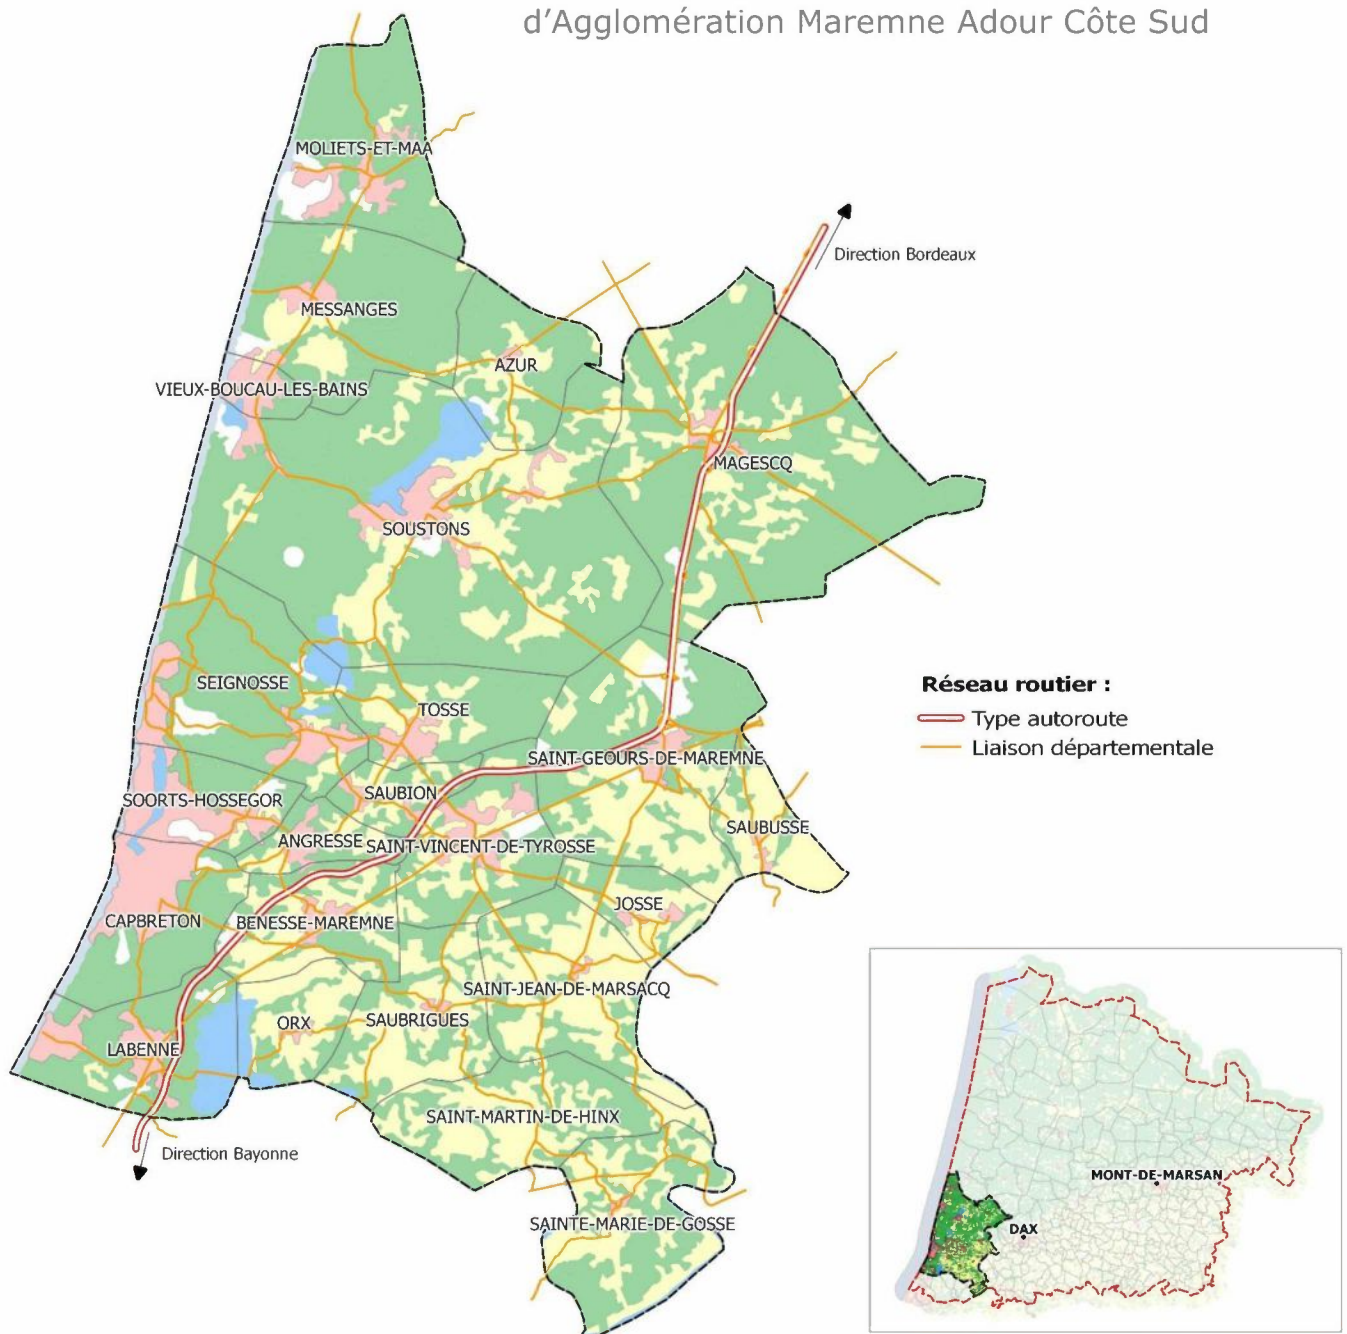 d'Agglomération Maremne Adour Côte Sud
MOLIETS-ET-MAA
Direction Bordeaux
MESSANGES
AZUR
VIEUX-BOUCAU-LES-BAINS
MAGESCQ
SOUSTONS
SEIGNOSSE
Réseau routier :
TOSSE
Type autoroute
Liaison départementale
SAINT-GEOURS-DE-MAREMNE
SAUBION
SOORTS-HOSSEGOR
SAUBUSSE
ANGRESSE
SAINT-VINCENT-DE-TYROSSE
JOSSE
CAPBRETON
BENESSE-MAREMNE
SAINT-JEAN-DE-MARSACQ
ORX
SAUBRIGUES
LABENNE
SAINT-MARTIN-DE-HINX
Direction Bayonne
MONT-DE-MARSAN
SAINTE-MARIE-DE-GOSSE
DAX